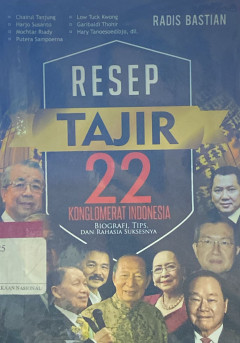 RADIS BASTIAN
• Chairul Tanjung
• Low Tuck Kwong
• Harjo Sutanto
• Garibaldi Thohir
• Mochtar Riady
• Hary Tanoesoedibjo, dll.
• Putera Sampoerna
RESEP
TAJIR
22
KONGLOMERAT INDONESIA
BIOGRAFI, TIPS,
DAN RAHASIA SUKSESNYA